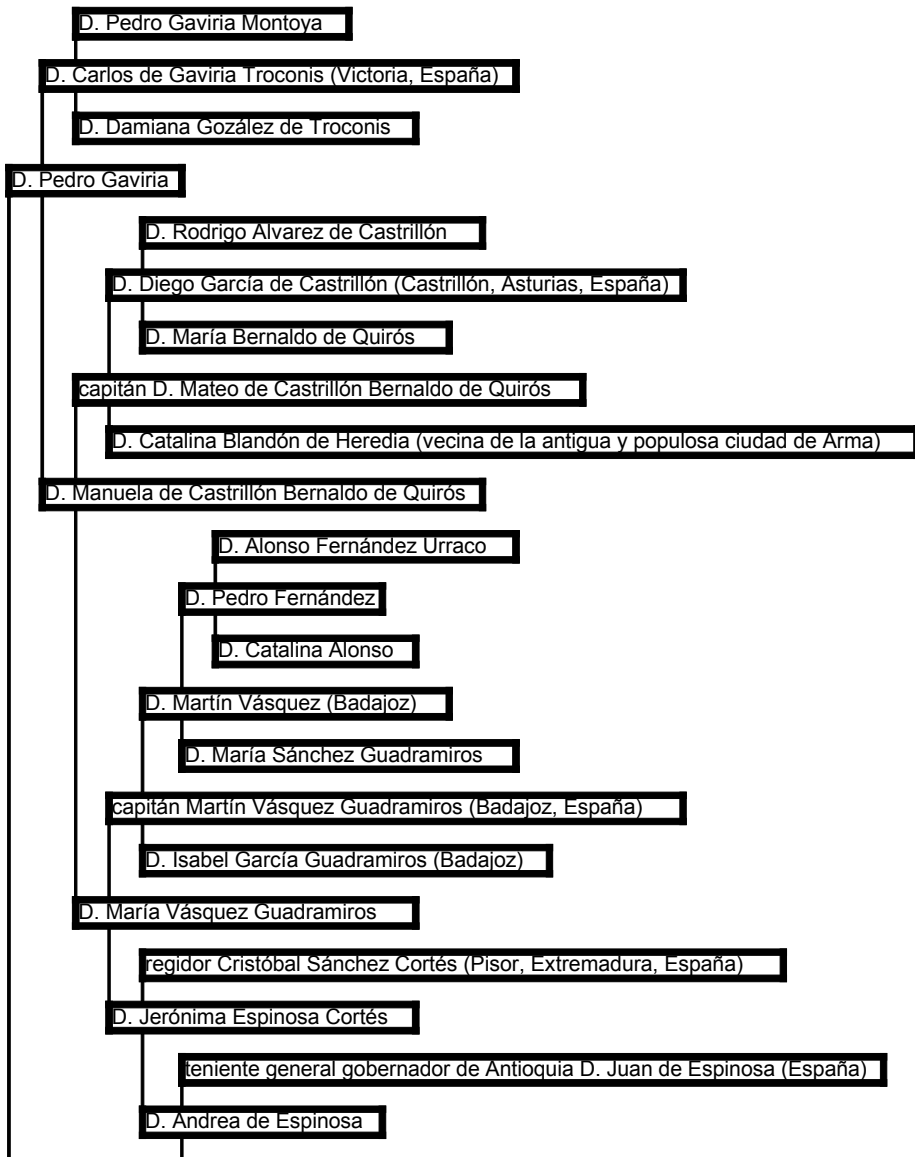 D. Pedro Gaviria Montoya
D. Carlos de Gaviria Troconis (Victoria, España)
D. Damiana Gozález de Troconis
D. Pedro Gaviria
D. Rodrigo Alvarez de Castrillón
D. Diego García de Castrillón (Castrillón, Asturias, España)
D. María Bernaldo de Quirós
capitán D. Mateo de Castrillón Bernaldo de Quirós
D. Catalina Blandón de Heredia (vecina de la antigua y populosa ciudad de Arma)
D. Manuela de Castrillón Bernaldo de Quirós
D. Alonso Fernández Urraco
D. Pedro Fernández
D. Catalina Alonso
D. Martín Vásquez (Badajoz)
D. María Sánchez Guadramiros
capitán Martín Vásquez Guadramiros (Badajoz, España)
D. Isabel García Guadramiros (Badajoz)
D. María Vásquez Guadramiros
regidor Cristóbal Sánchez Cortés (Pisor, Extremadura, España)
D. Jerónima Espinosa Cortés
teniente general gobernador de Antioquia D. Juan de Espinosa (España)
D. Andrea de Espinosa